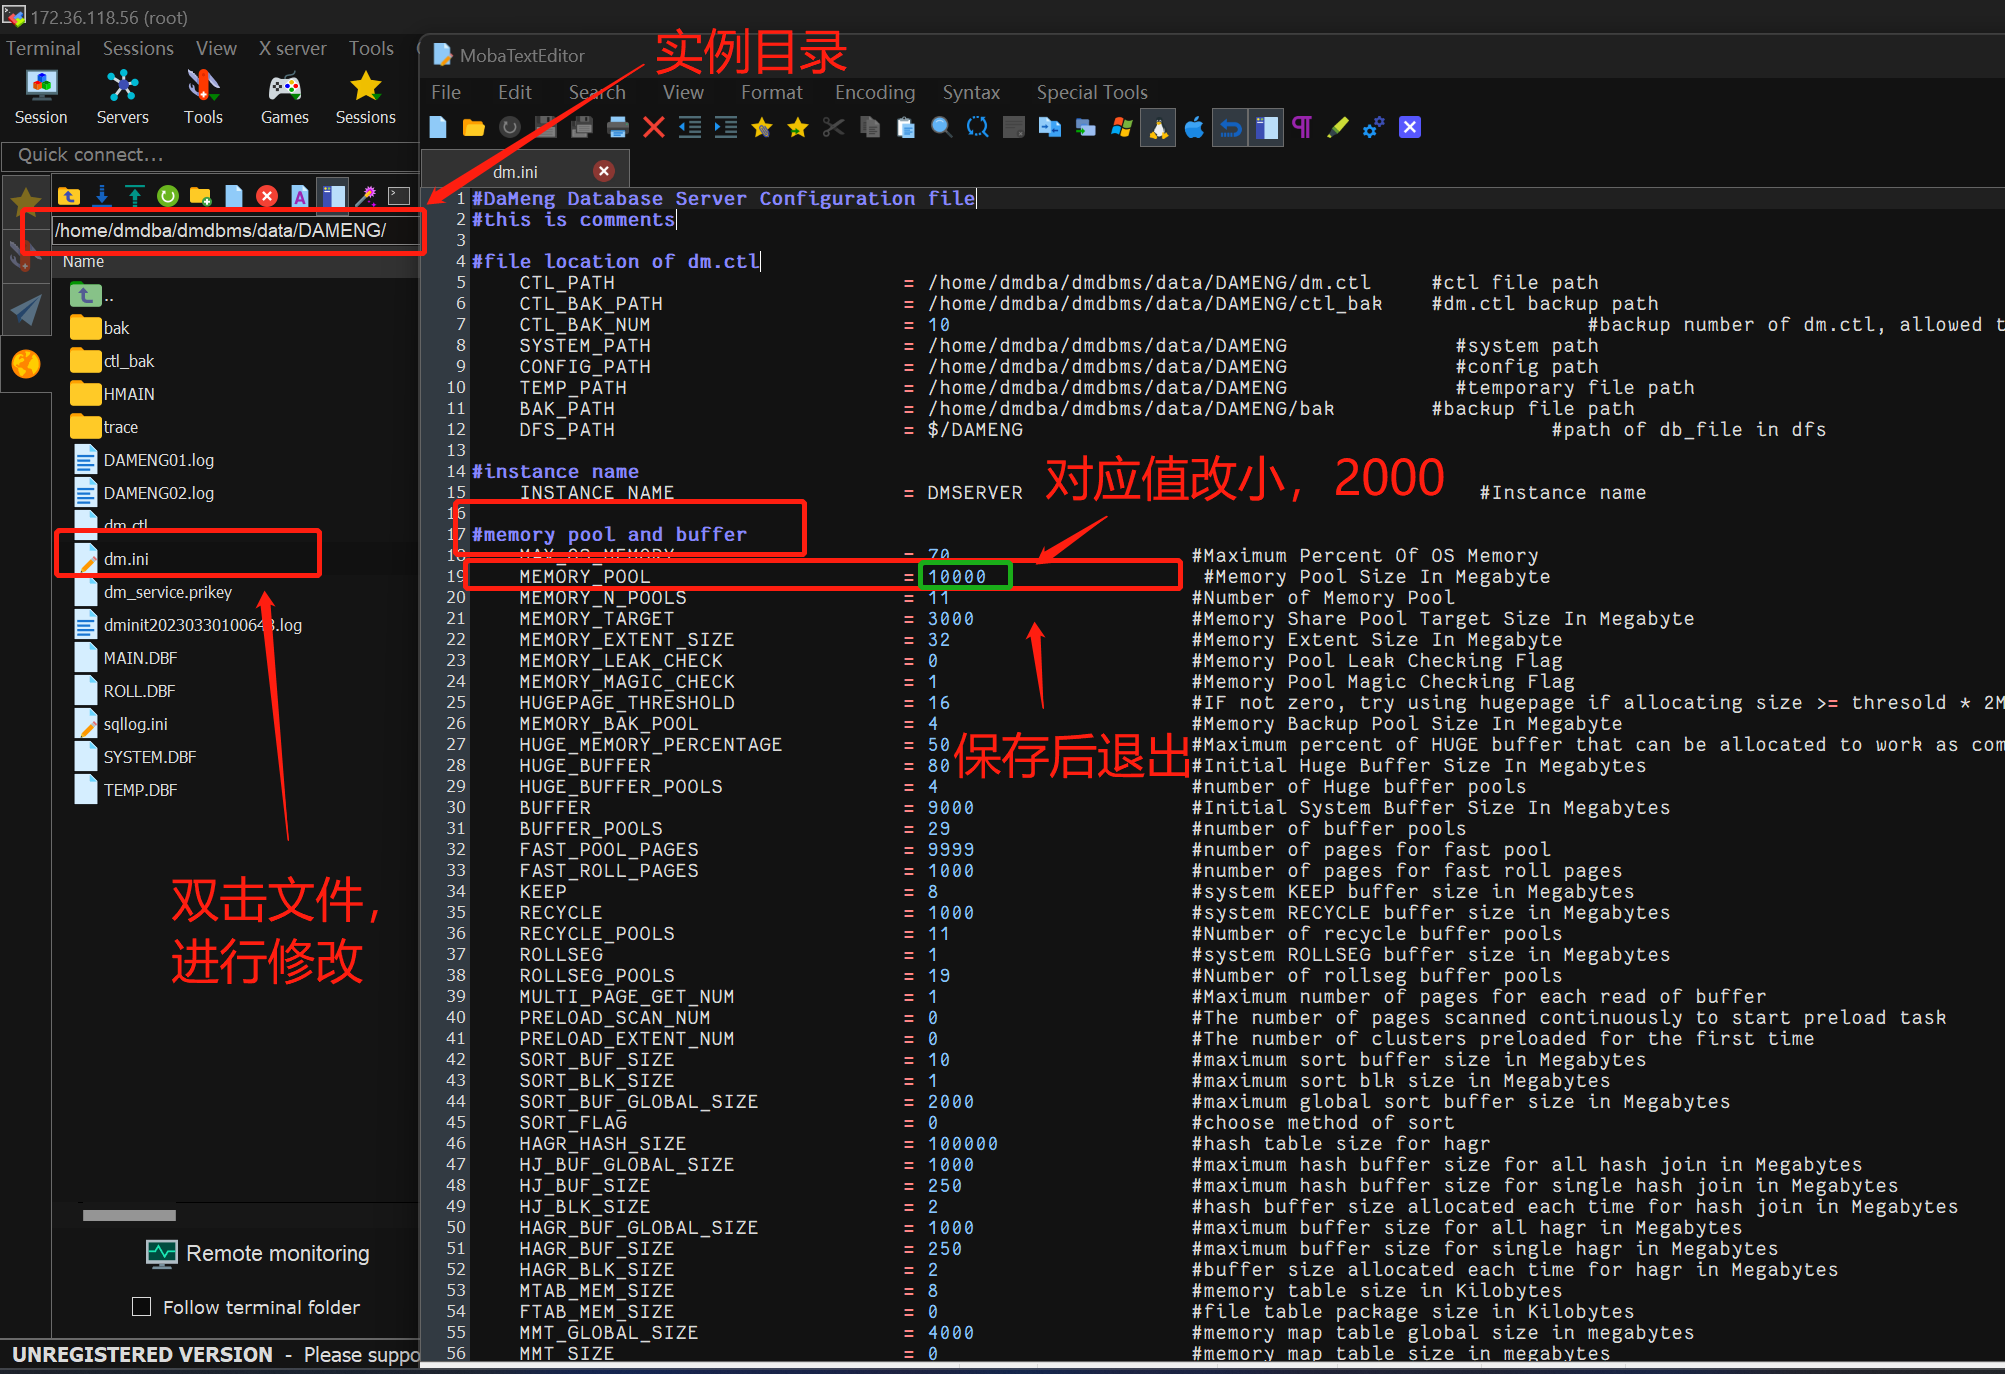 172.36.118.56 (root)
Terminal Sessions View X server Tools
Session Servers Tools Games Sessions
Quick connect...
/home/dmdba/dmdbms/data/DAMENG/
Name
..
bak
ctl_bak
HMAIN
trace
DAMENG01.log
DAMENG02.log
dm.ctl
dm.ini
dm_service.prikey
dminit20230330100643.log
MAIN.DBF
ROLL.DBF
sqllog.ini
SYSTEM.DBF
TEMP.DBF
双击文件，
进行修改
Remote monitoring
Follow terminal folder
UNREGISTERED VERSION - Please suppo
实例目录
MobaTextEditor
File Edit Search View Format Encoding Syntax Special Tools
dm.ini
1 #DaMeng Database Server Configuration file
2 #this is comments
3
4 #file location of dm.ctl
5 CTL_PATH = /home/dmdba/dmdbms/data/DAMENG/dm.ctl #ctl file path
6 CTL_BAK_PATH = /home/dmdba/dmdbms/data/DAMENG/ctl_bak #dm.ctl backup path
7 CTL_BAK_NUM = 10 #backup number of dm.ctl, allowed t
8 SYSTEM_PATH = /home/dmdba/dmdbms/data/DAMENG #system path
9 CONFIG_PATH = /home/dmdba/dmdbms/data/DAMENG #config path
10 TEMP_PATH = /home/dmdba/dmdbms/data/DAMENG #temporary file path
11 BAK_PATH = /home/dmdba/dmdbms/data/DAMENG/bak #backup file path
12 DFS_PATH = $/DAMENG #path of db_file in dfs
13
14 #instance name
15 INSTANCE_NAME = DMSERVER #Instance name
对应值改小，2000
16
17 #memory pool and buffer
18 MAX_OS_MEMORY = 70 #Maximum Percent Of OS Memory
19 MEMORY_POOL = 10000 #Memory Pool Size In Megabyte
20 MEMORY_N_POOLS = 11 #Number of Memory Pool
21 MEMORY_TARGET = 3000 #Memory Share Pool Target Size In Megabyte
22 MEMORY_EXTENT_SIZE = 32 #Memory Extent Size In Megabyte
23 MEMORY_LEAK_CHECK = 0 #Memory Pool Leak Checking Flag
24 MEMORY_MAGIC_CHECK = 1 #Memory Pool Magic Checking Flag
25 HUGEPAGE_THRESHOLD = 16 #IF not zero, try using hugepage if allocating size >= thresold * 2M
26 MEMORY_BAK_POOL = 4 #Memory Backup Pool Size In Megabyte
27 HUGE_MEMORY_PERCENTAGE = 50 #Maximum percent of HUGE buffer that can be allocated to work as com
保存后退出
28 HUGE_BUFFER = 80 #Initial Huge Buffer Size In Megabytes
29 HUGE_BUFFER_POOLS = 4 #number of Huge buffer pools
30 BUFFER = 9000 #Initial System Buffer Size In Megabytes
31 BUFFER_POOLS = 29 #number of buffer pools
32 FAST_POOL_PAGES = 9999 #number of pages for fast pool
33 FAST_ROLL_PAGES = 1000 #number of pages for fast roll pages
34 KEEP = 8 #system KEEP buffer size in Megabytes
35 RECYCLE = 1000 #system RECYCLE buffer size in Megabytes
36 RECYCLE_POOLS = 11 #Number of recycle buffer pools
37 ROLLSEG = 1 #system ROLLSEG buffer size in Megabytes
38 ROLLSEG_POOLS = 19 #Number of rollseg buffer pools
39 MULTI_PAGE_GET_NUM = 1 #Maximum number of pages for each read of buffer
40 PRELOAD_SCAN_NUM = 0 #The number of pages scanned continuously to start preload task
41 PRELOAD_EXTENT_NUM = 0 #The number of clusters preloaded for the first time
42 SORT_BUF_SIZE = 10 #maximum sort buffer size in Megabytes
43 SORT_BLK_SIZE = 1 #maximum sort blk size in Megabytes
44 SORT_BUF_GLOBAL_SIZE = 2000 #maximum global sort buffer size in Megabytes
45 SORT_FLAG = 0 #choose method of sort
46 HAGR_HASH_SIZE = 100000 #hash table size for hagr
47 HJ_BUF_GLOBAL_SIZE = 1000 #maximum hash buffer size for all hash join in Megabytes
48 HJ_BUF_SIZE = 250 #maximum hash buffer size for single hash join in Megabytes
49 HJ_BLK_SIZE = 2 #hash buffer size allocated each time for hash join in Megabytes
50 HAGR_BUF_GLOBAL_SIZE = 1000 #maximum buffer size for all hagr in Megabytes
51 HAGR_BUF_SIZE = 250 #maximum buffer size for single hagr in Megabytes
52 HAGR_BLK_SIZE = 2 #buffer size allocated each time for hagr in Megabytes
53 MTAB_MEM_SIZE = 8 #memory table size in Kilobytes
54 FTAB_MEM_SIZE = 0 #file table package size in Kilobytes
55 MMT_GLOBAL_SIZE = 4000 #memory map table global size in megabytes
56 MMT_SIZE = 0 #memory map table size in megabytes